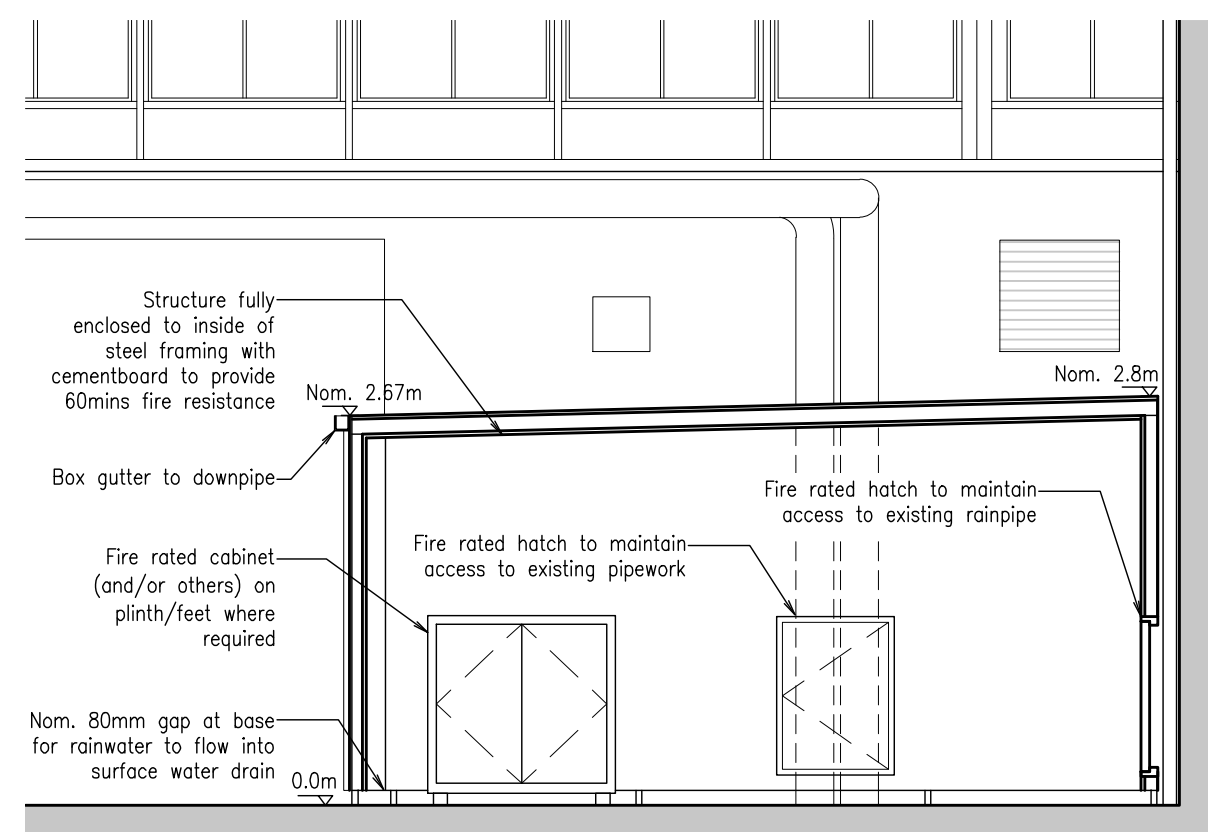 Structure fully
enclosed to inside of
steel framing with
cementboard to provide
60mins fire resistance
Nom. 2.67m
Nom. 2.8m
Box gutter to downpipe
Fire rated hatch to maintain
access to existing rainpipe
Fire rated hatch to maintain
access to existing pipework
Fire rated cabinet
(and/or others) on
plinth/feet where
required
Nom. 80mm gap at base
for rainwater to flow into
surface water drain
0.0m